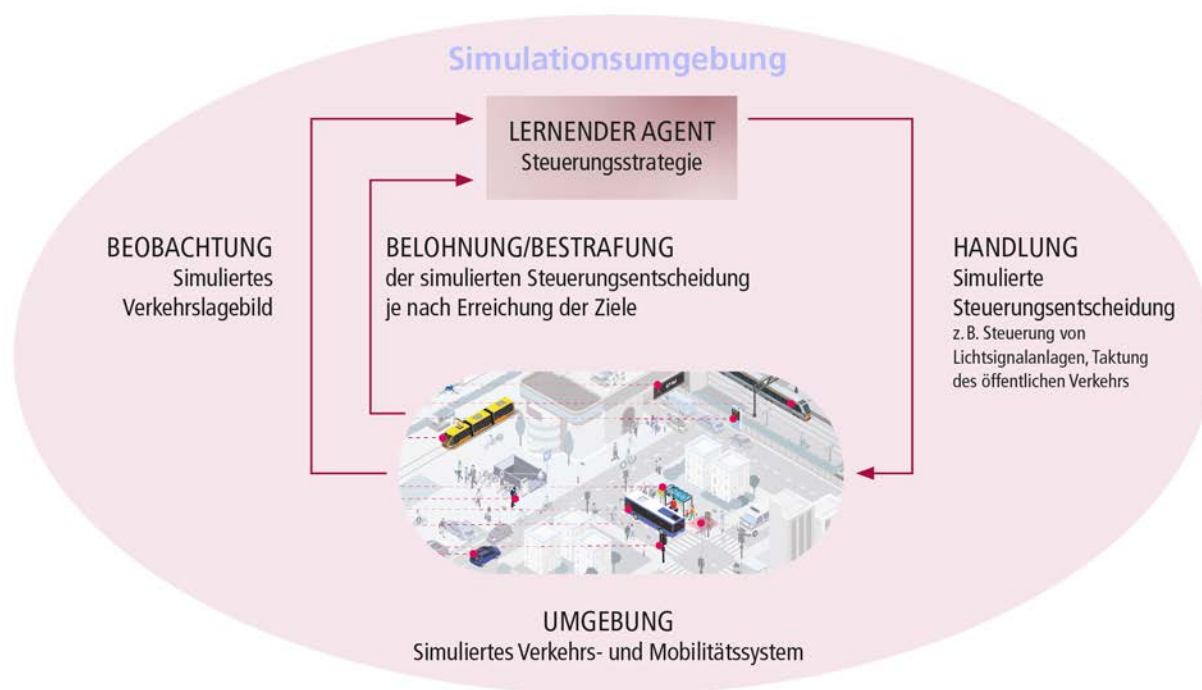 Simulationsumgebung
LERNENDER AGENT
Steuerungsstrategie
BEOBACHTUNG
Simuliertes
Verkehrslagebild
BELOHNUNG/BESTRAFUNG
der simulierten Steuerungsentscheidung
je nach Erreichung der Ziele
HANDLUNG
Simulierte
Steuerungsentscheidung
z. B. Steuerung von
Lichtsignalanlagen, Taktung
des öffentlichen Verkehrs
UMGEBUNG
Simuliertes Verkehrs- und Mobilitätssystem